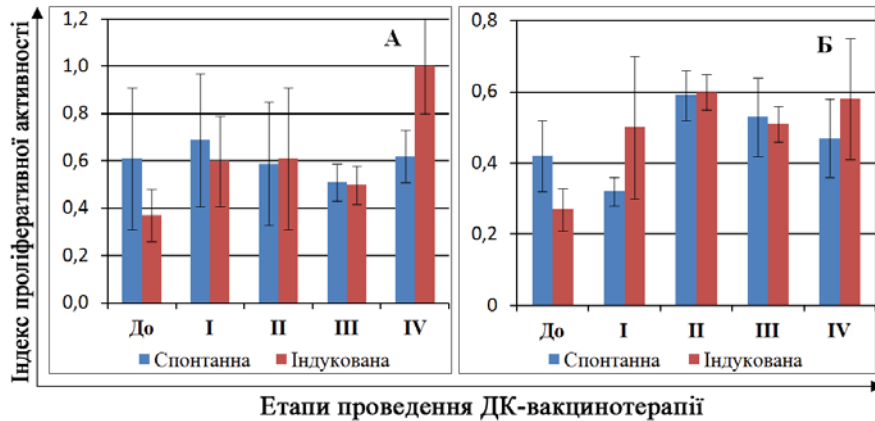 Індекс проліферативної активності
1,2
1,0
0,8
0,6
0,4
0,2
0,0
А
До I II III IV
Спонтанна Індукована
0,8
0,6
0,4
0,2
0
Б
До I II III IV
Спонтанна Індукована
Етапи проведення ДК-вакцинотерапії